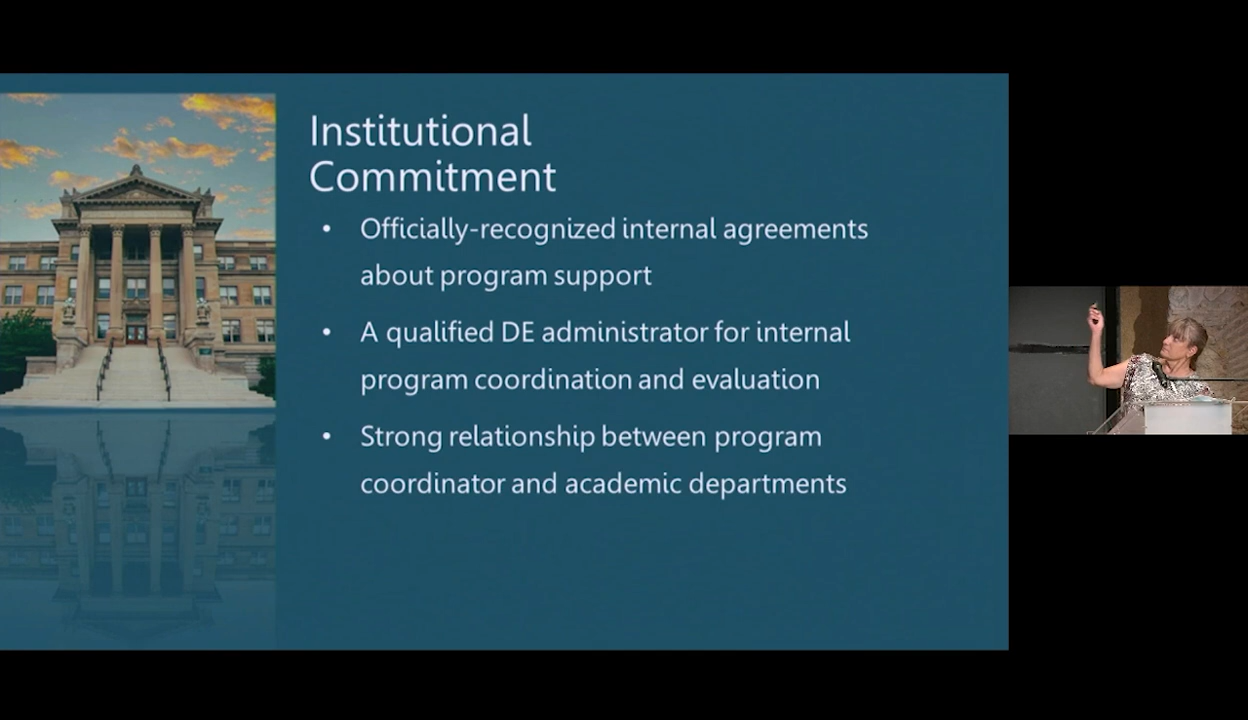 Institutional
Commitment
• Officially-recognized internal agreements
about program support
• A qualified DE administrator for internal
program coordination and evaluation
• Strong relationship between program
coordinator and academic departments